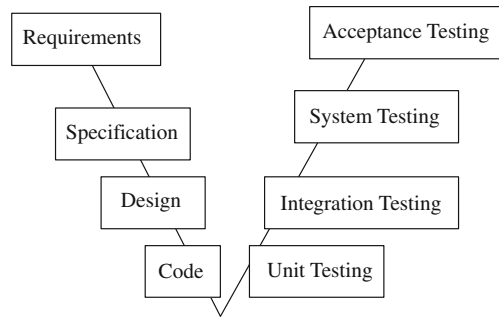 Requirements
Acceptance Testing
Specification
System Testing
Design
Integration Testing
Code
Unit Testing